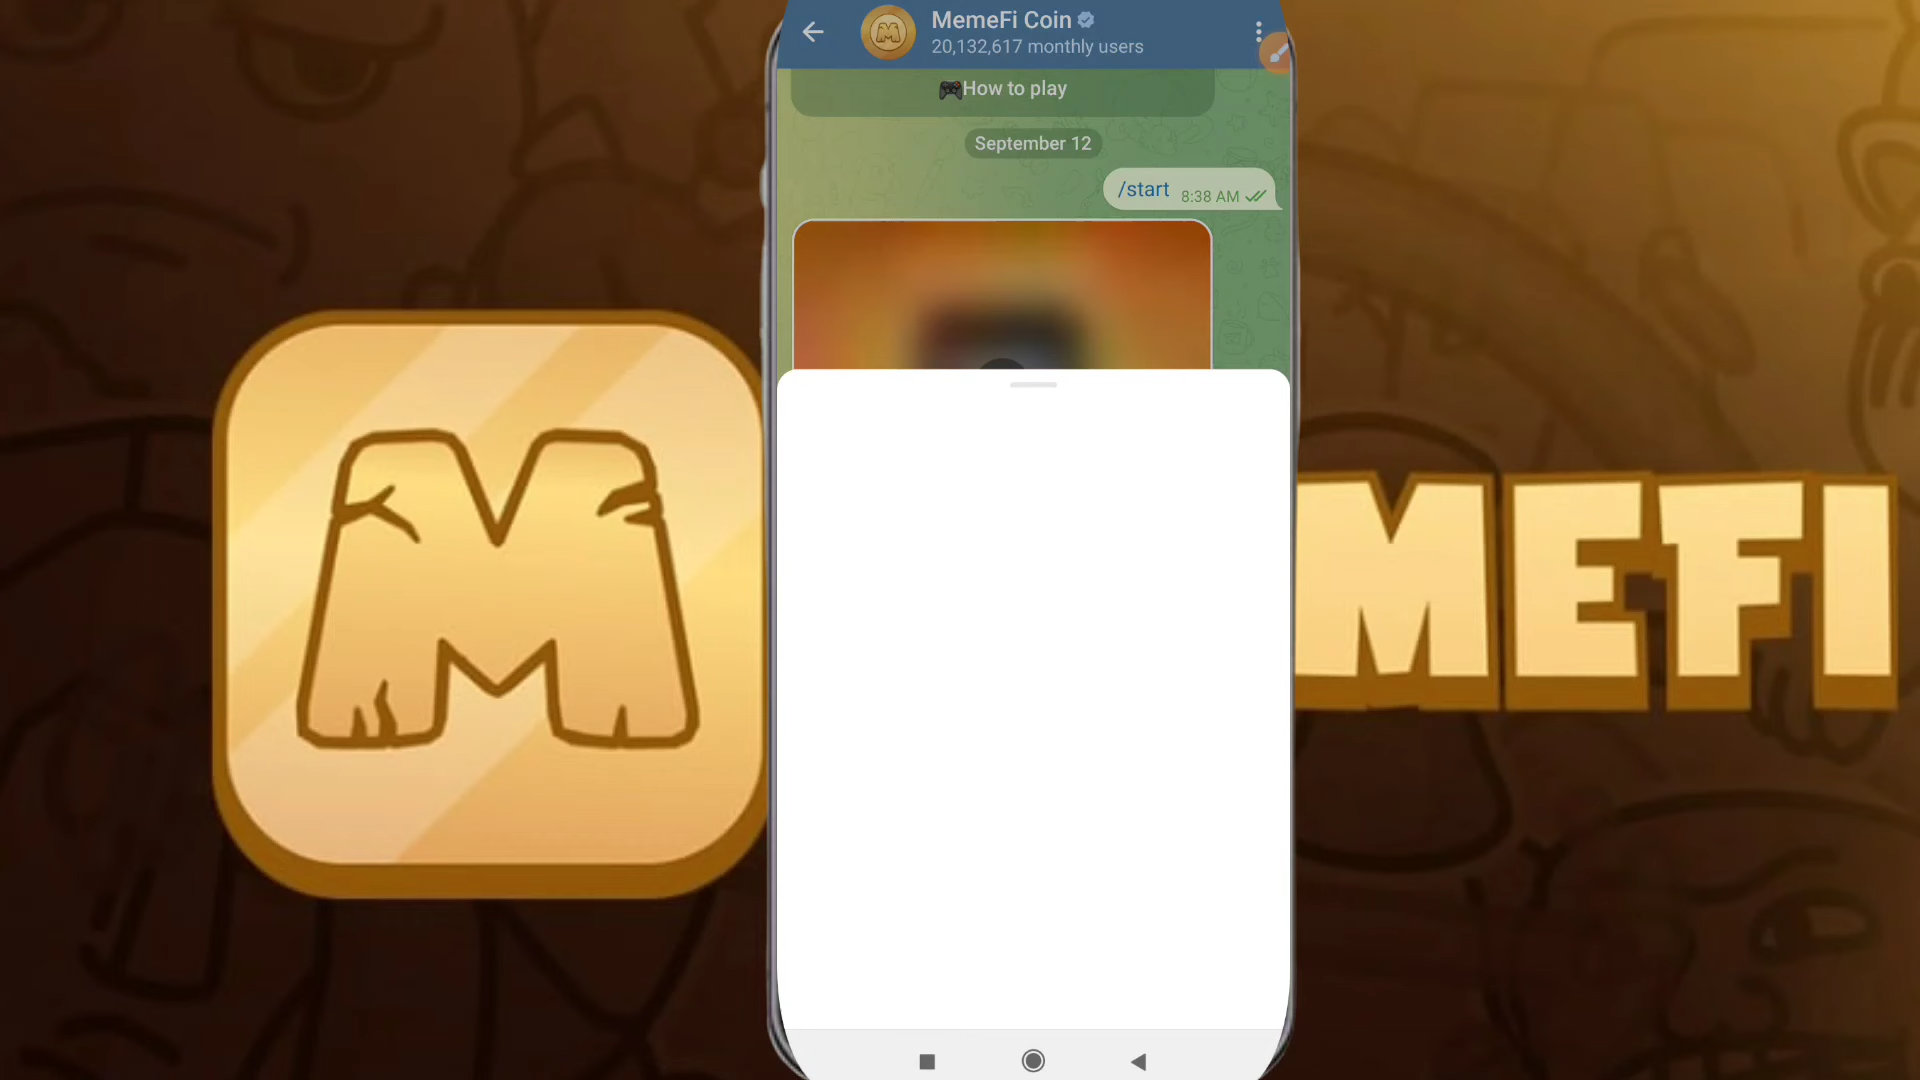 MemeFi Coin
20,132,617 monthly users
🎮How to play
September 12
/start 8:38 AM
M
MEFI